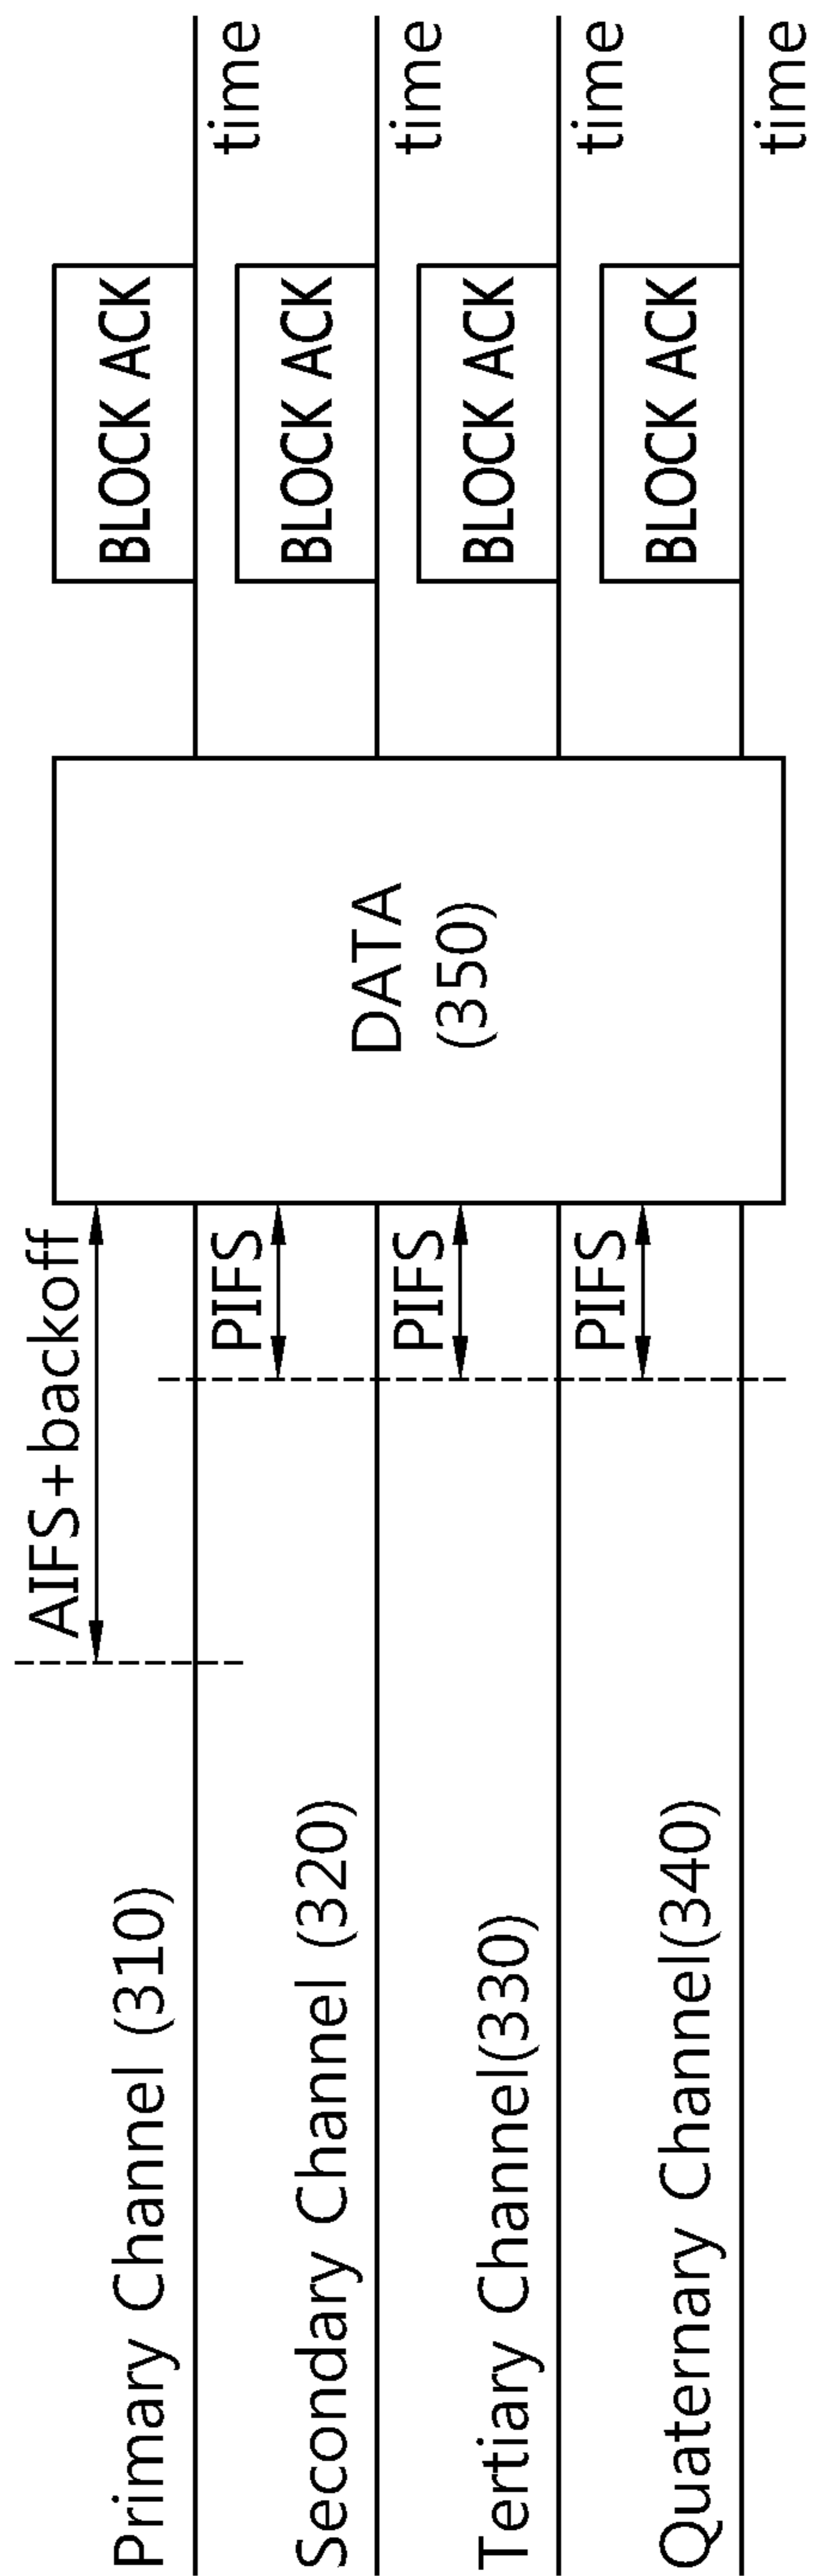 AIFS+backoff
Primary Channel (310)
BLOCK ACK
time
PIFS
Secondary Channel (320)
BLOCK ACK
time
DATA
(350)
PIFS
Tertiary Channel(330)
BLOCK ACK
time
PIFS
Quaternary Channel(340)
BLOCK ACK
time